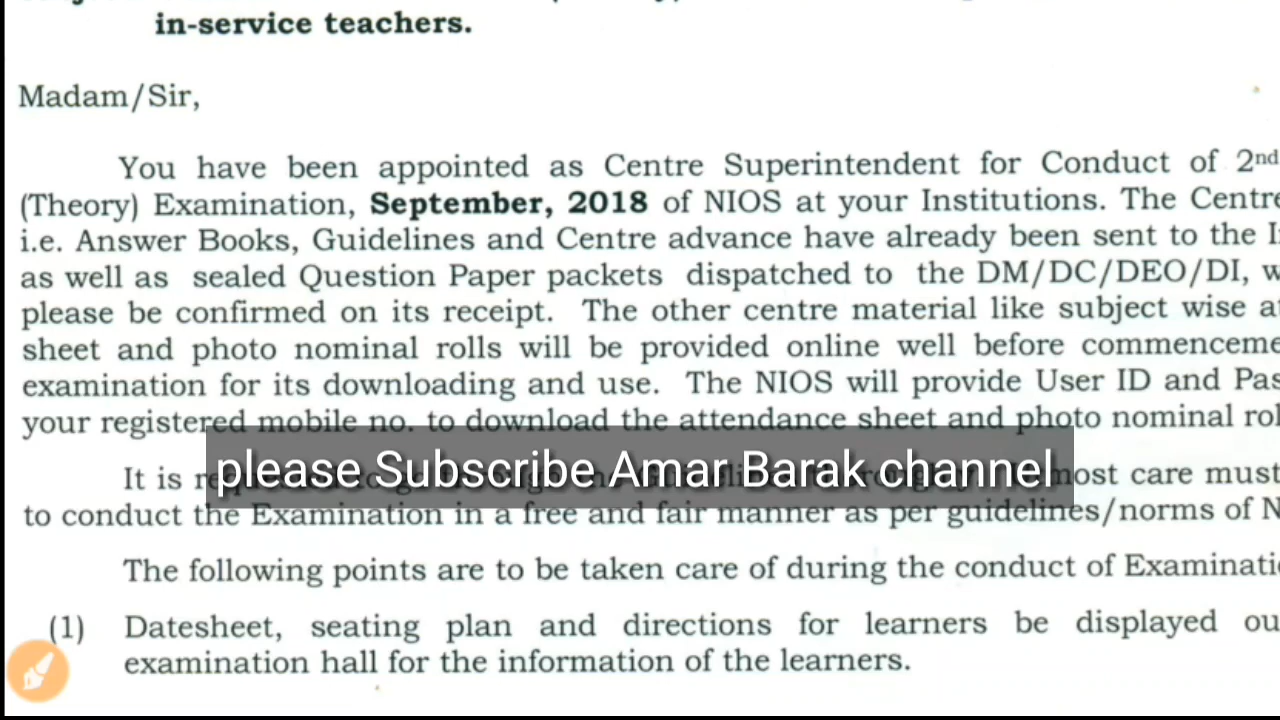 in-service teachers.
Madam/Sir,
You have been appointed as Centre Superintendent for Conduct of 2nd
(Theory) Examination, September, 2018 of NIOS at your Institutions. The Centre
i.e. Answer Books, Guidelines and Centre advance have already been sent to the
as well as sealed Question Paper packets dispatched to the DM/DC/DEO/DI,
please be confirmed on its receipt. The other centre material like subject wise
sheet and photo nominal rolls will be provided online well before
examination for its downloading and use. The NIOS will provide User ID and
your registered mobile no. to download the attendance sheet and photo nominal
It is most care must
please Subscribe Amar Barak channel
to conduct the Examination in a free and fair manner as per guidelines/norms of
The following points are to be taken care of during the conduct of
(1) Datesheet, seating plan and directions for learners be displayed
examination hall for the information of the learners.